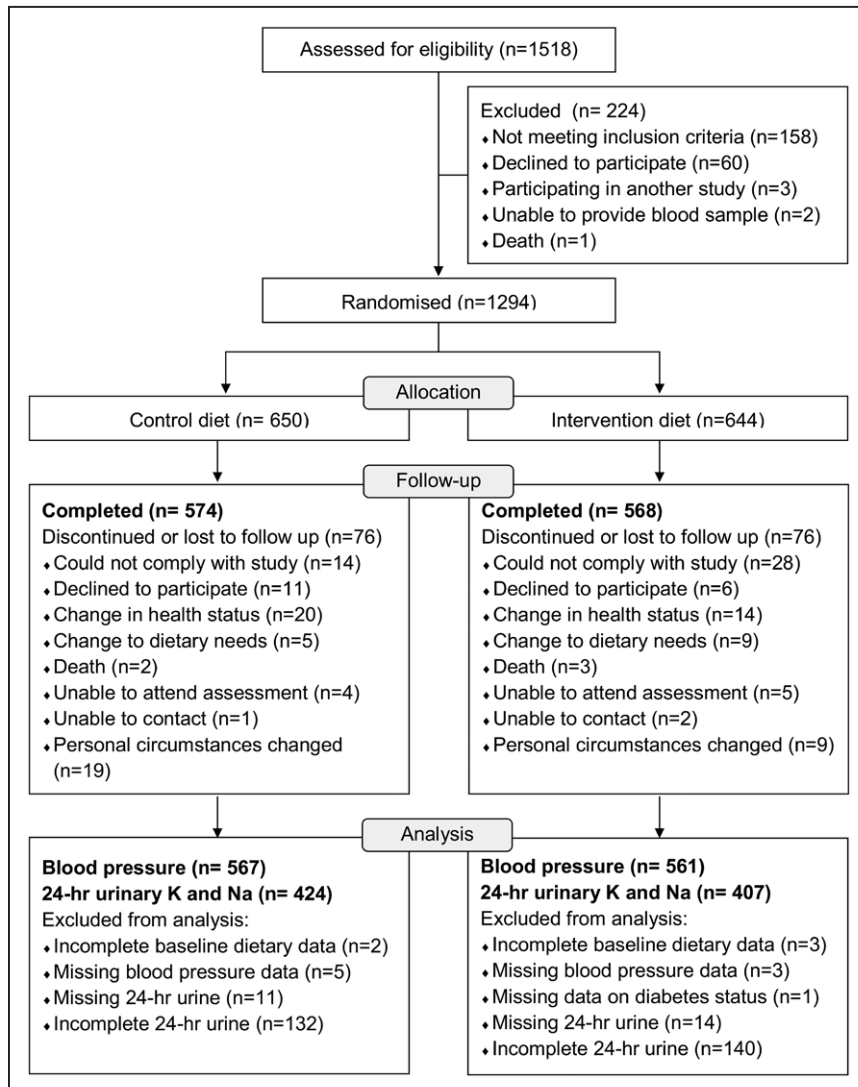 Assessed for eligibility (n=1518)
Excluded  (n= 224)
♦Not meeting inclusion criteria (n=158)
♦Declined to participate (n=60)
♦Participating in another study (n=3)
♦Unable to provide blood sample (n=2)
♦Death (n=1)
Randomised (n=1294)
Allocation
Control diet (n= 650)
Intervention diet (n=644)
Follow-up
Completed (n= 574)
Discontinued or lost to follow up (n=76)
♦Could not comply with study (n=14)
♦Declined to participate (n=11)
♦Change in health status (n=20)
♦Change to dietary needs (n=5)
♦Death (n=2)
♦Unable to attend assessment (n=4)
♦Unable to contact (n=1)
♦Personal circumstances changed
(n=19)
Completed (n= 568)
Discontinued or lost to follow up (n=76)
♦Could not comply with study (n=28)
♦Declined to participate (n=6)
♦Change in health status (n=14)
♦Change to dietary needs (n=9)
♦Death (n=3)
♦Unable to attend assessment (n=5)
♦Unable to contact (n=2)
♦Personal circumstances changed (n=9)
Analysis
Blood pressure (n= 567)
24-hr urinary K and Na (n= 424)
Excluded from analysis:
♦Incomplete baseline dietary data (n=2)
♦Missing blood pressure data (n=5)
♦Missing 24-hr urine (n=11)
♦Incomplete 24-hr urine (n=132)
Blood pressure (n= 561)
24-hr urinary K and Na (n= 407)
Excluded from analysis:
♦Incomplete baseline dietary data (n=3)
♦Missing blood pressure data (n=3)
♦Missing data on diabetes status (n=1)
♦Missing 24-hr urine (n=14)
♦Incomplete 24-hr urine (n=140)